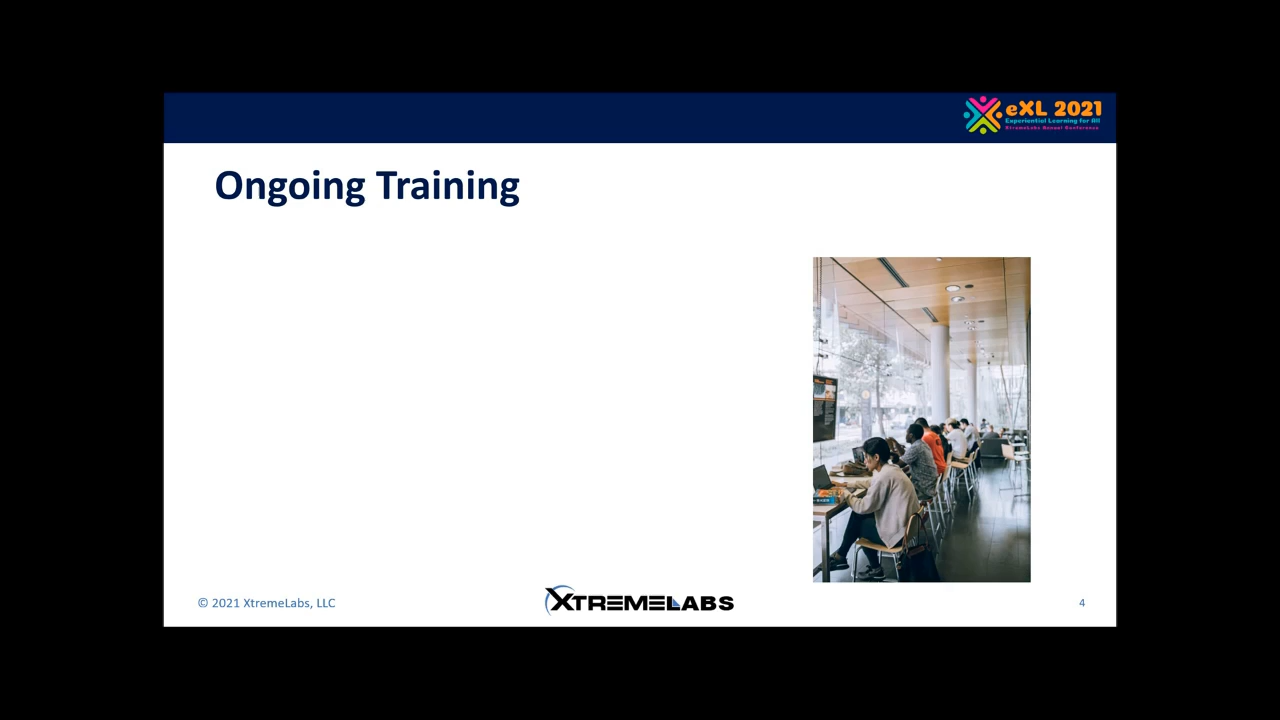 eXL 2021
Experiential Learning for All
XtremeLabs Annual Conference
Ongoing Training
© 2021 XtremeLabs, LLC
XTREMELABS
4